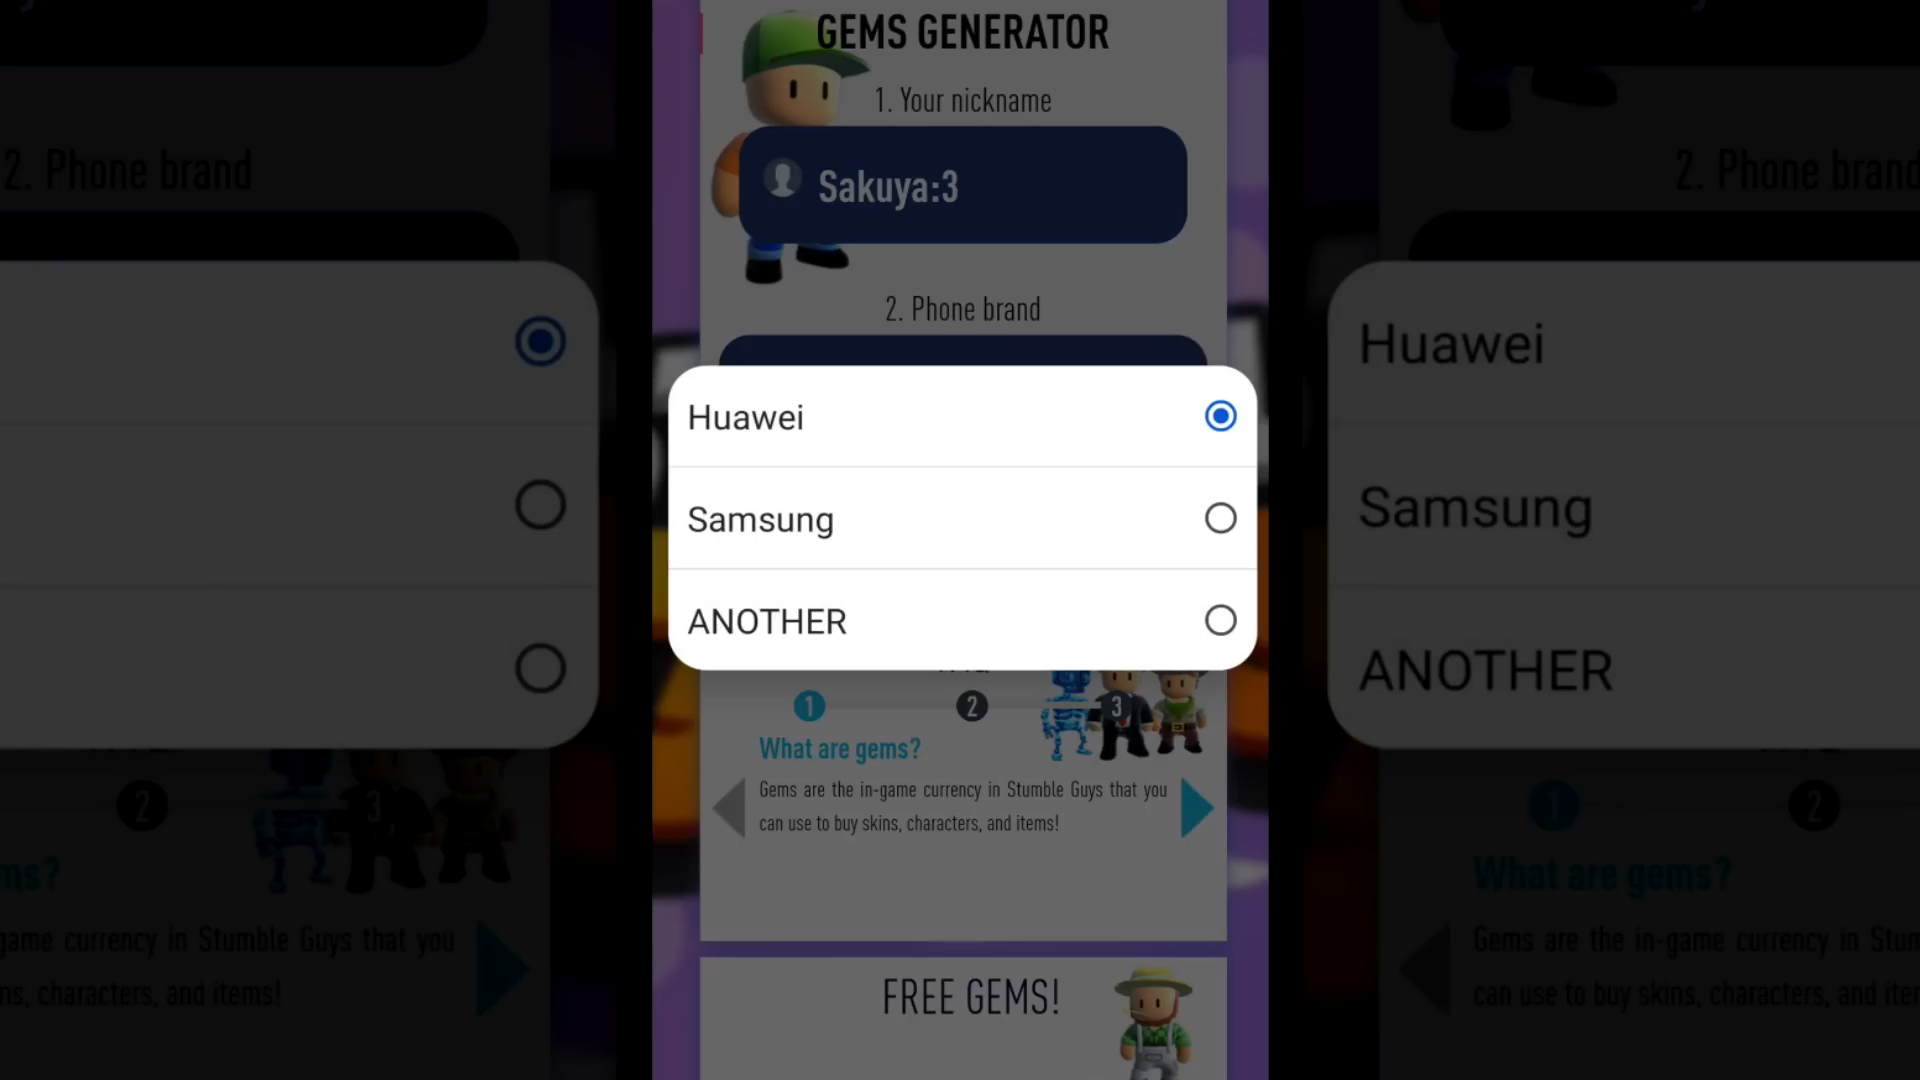 GEMS GENERATOR
1. Your nickname
Sakuya:3
2. Phone brand
Huawei
Samsung
ANOTHER
1
2
3
What are gems?
Gems are the in-game currency in Stumble Guys that you
can use to buy skins, characters, and items!
FREE GEMS!
2. Phone brand
2
3
ms?
game currency in Stumble Guys that you
ns, characters, and items!
2. Phone brand
Huawei
Samsung
ANOTHER
1
2
What are gems?
Gems are the in-game currency in Stum
can use to buy skins, characters, and iter